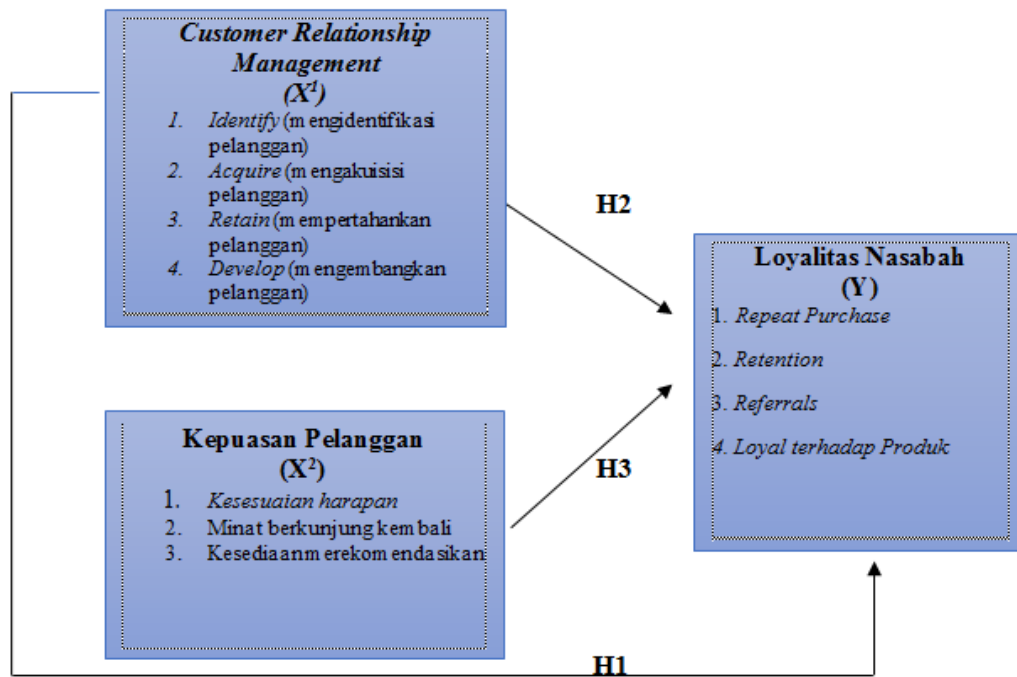 Customer Relationship
Management
(X¹)
1. Identify (mengidentifikasi
pelanggan)
2. Acquire (mengakuisisi
pelanggan)
3. Retain (mempertahankan
pelanggan)
4. Develop (mengembangkan
pelanggan)
H2
Loyalitas Nasabah
(Y)
1. Repeat Purchase
2. Retention
3. Referrals
4. Loyal terhadap Produk
Kepuasan Pelanggan
(X²)
1. Kesesuaian harapan
2. Minat berkunjung kembali
3. Kesediaan merekomendasikan
H3
H1